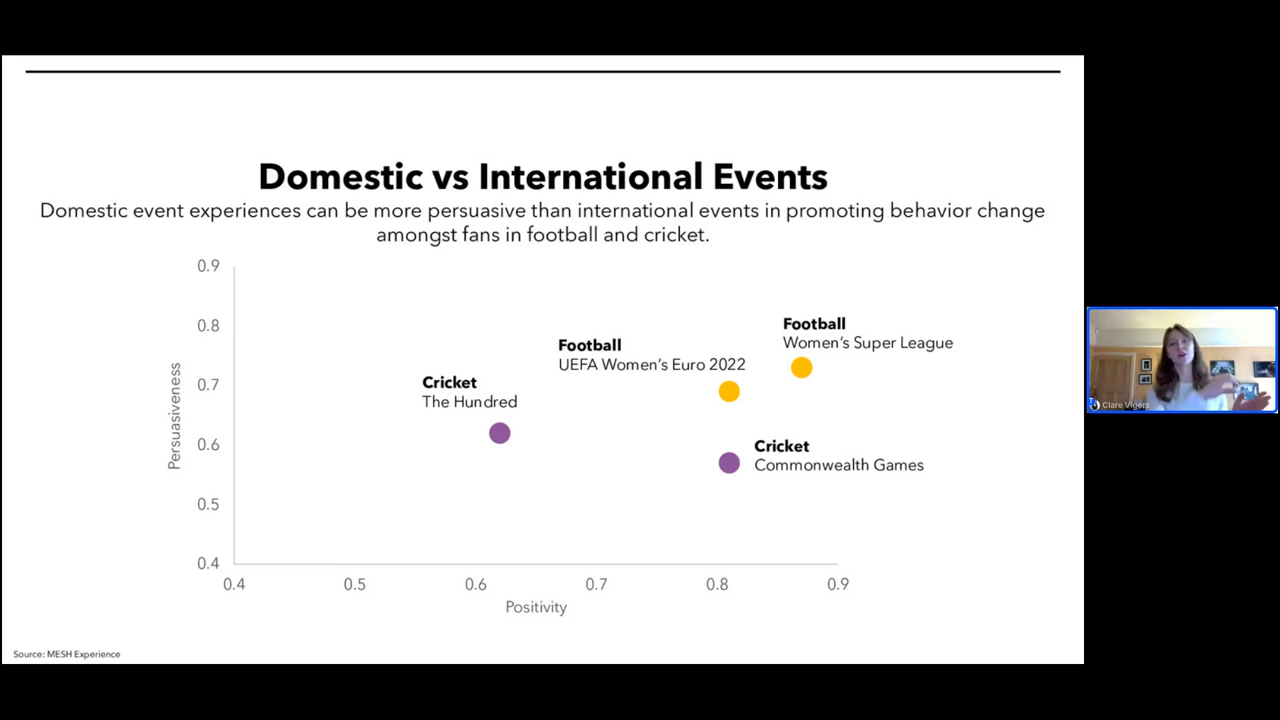 Domestic vs International Events
Domestic event experiences can be more persuasive than international events in promoting behavior change
amongst fans in football and cricket.
Persuasiveness
0.9
0.8
0.7
0.6
0.5
0.4
Football
Women's Super League
Football
UEFA Women's Euro 2022
Cricket
The Hundred
Cricket
Commonwealth Games
0.4
0.5
0.6
0.7
0.8
0.9
Positivity
Source: MESH Experience
Clare Vigers